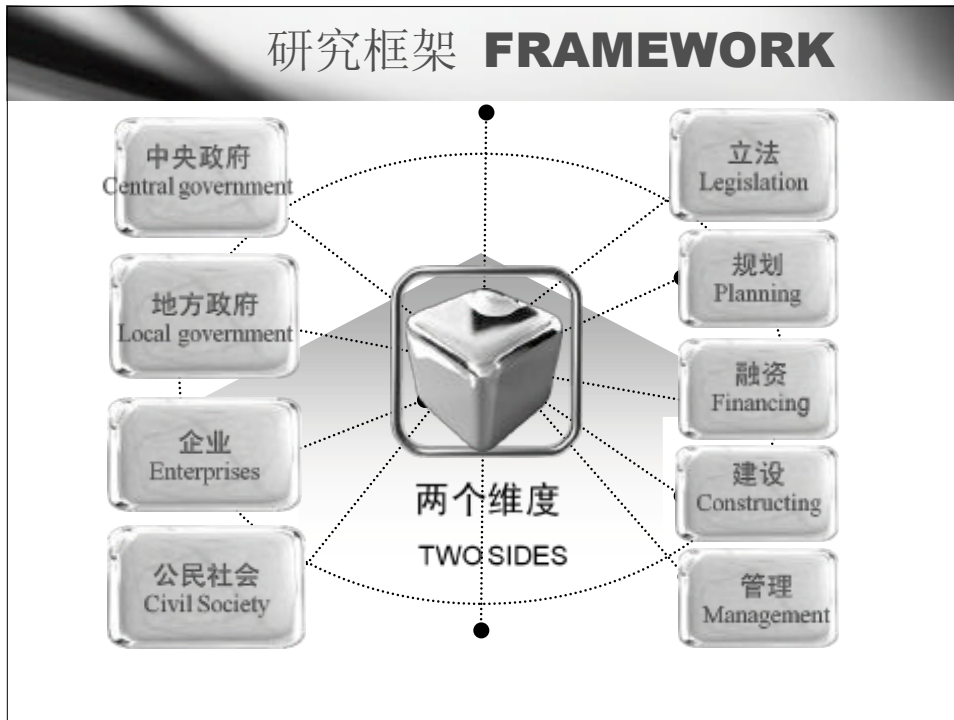 研究框架 FRAMEWORK
中央政府
Central government
地方政府
Local government
企业
Enterprises
公民社会
Civil Society
两个维度
TWO SIDES
立法
Legislation
规划
Planning
融资
Financing
建设
Constructing
管理
Management